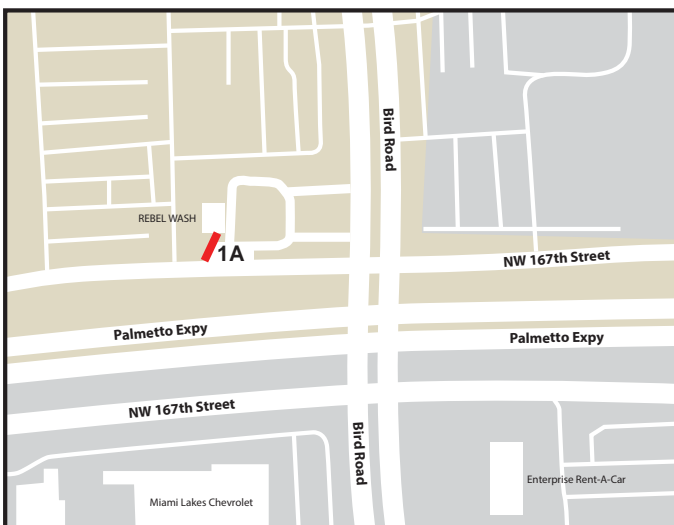 Bird Road
REBEL WASH
1A
NW 167th Street
Palmetto Expy
Palmetto Expy
NW 167th Street
Bird Road
Enterprise Rent-A-Car
Miami Lakes Chevrolet